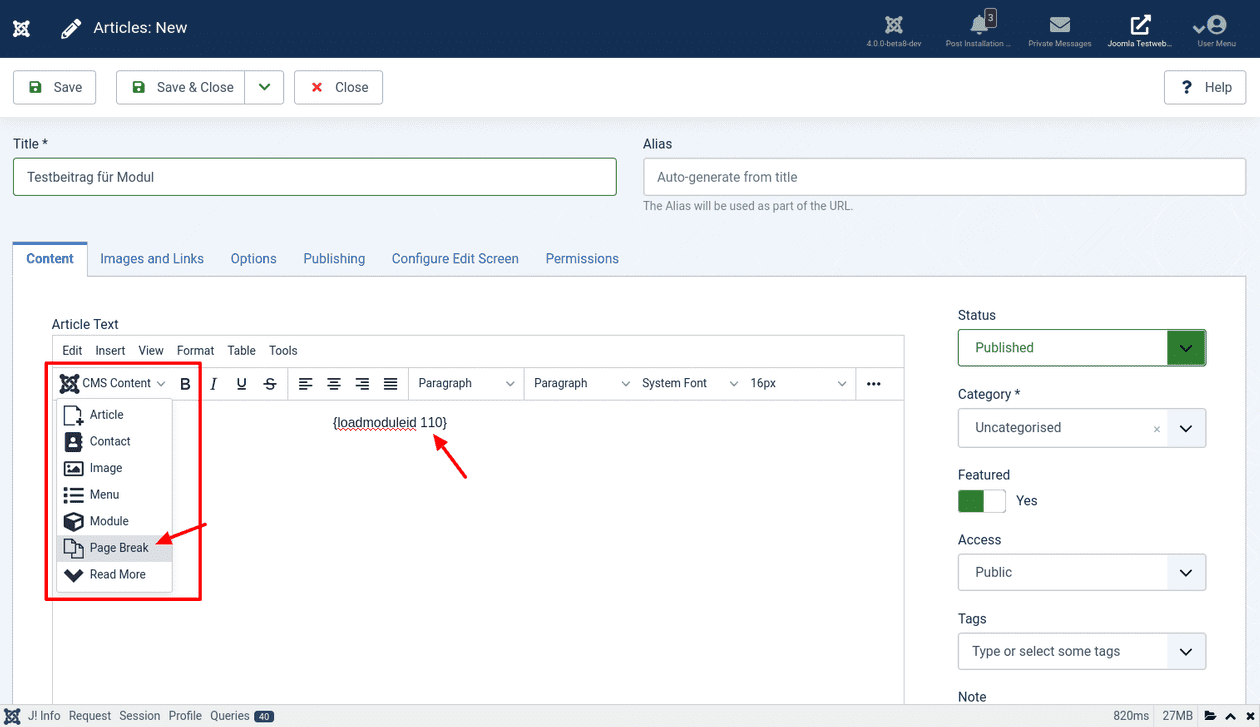 Articles: New
3
4.0.0-beta8-dev
Post Installation ...
Private Messages
Joomla Testweb...
User Menu
Save
Save & Close
Close
? Help
Title *
Alias
Testbeitrag für Modul
Auto-generate from title
The Alias will be used as part of the URL.
Content
Images and Links
Options
Publishing
Configure Edit Screen
Permissions
Article Text
Edit Insert View Format Table Tools
CMS Content
B I U S
Paragraph
Paragraph
System Font
16px
{loadmoduleid 110}
Article
Contact
Image
Menu
Module
Page Break
Read More
Status
Published
Category *
Uncategorised ×
Featured
Yes
Access
Public
Tags
Type or select some tags
Note
J! Info Request Session Profile Queries 40
820ms 27MB